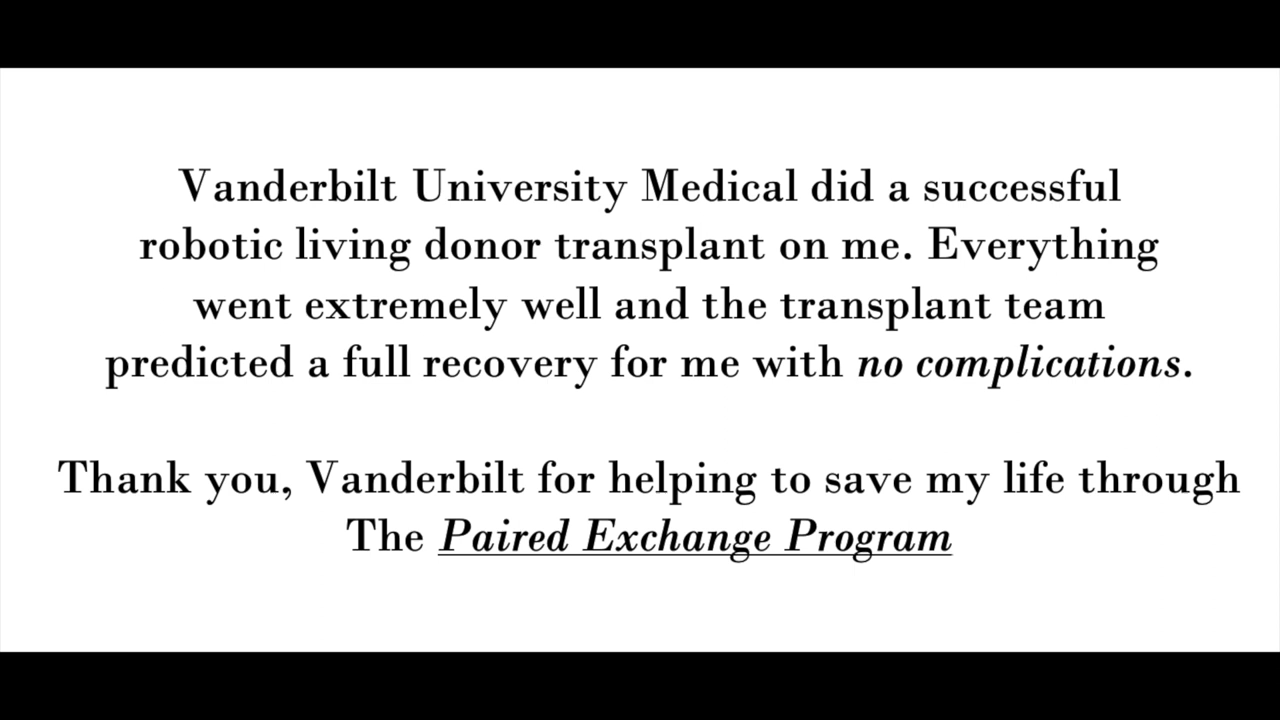 Vanderbilt University Medical did a successful
robotic living donor transplant on me. Everything
went extremely well and the transplant team
predicted a full recovery for me with no complications.
Thank you, Vanderbilt for helping to save my life through
The Paired Exchange Program